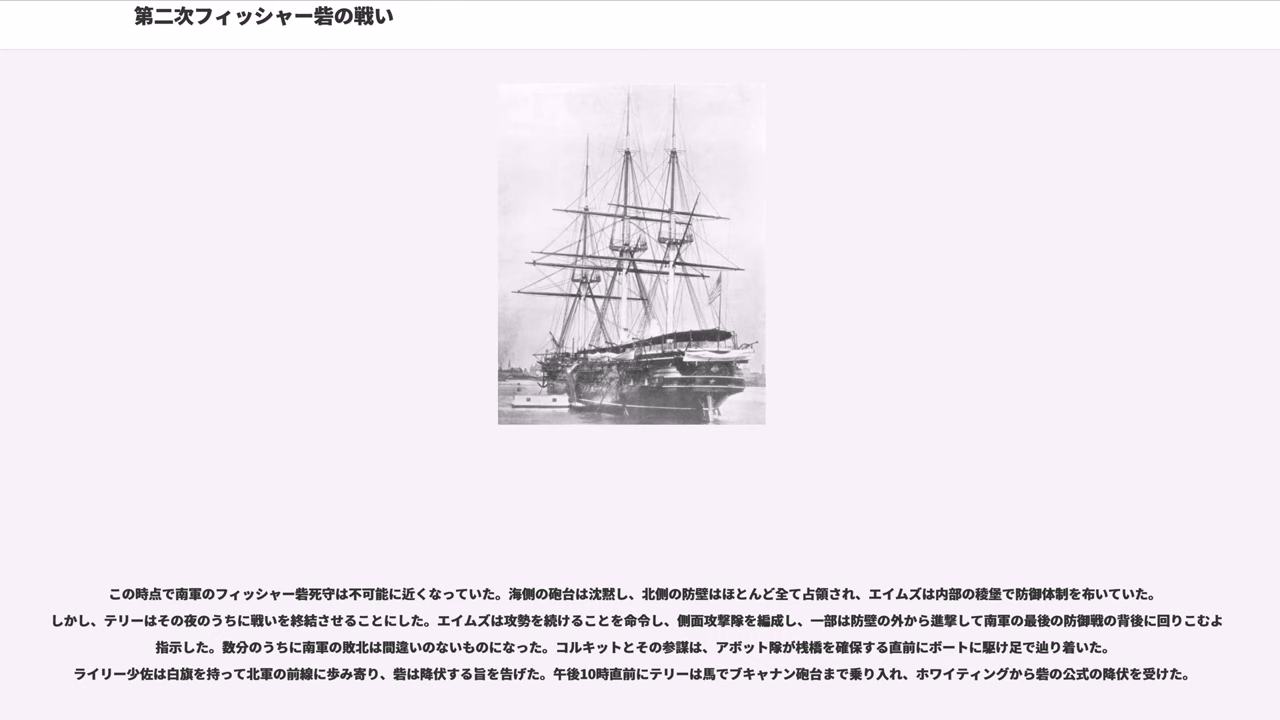 第二次フィッシャー砦の戦い
この時点で南軍のフィッシャー砦死守は不可能に近くなっていた。海側の砲台は沈黙し、北側の防壁はほとんど全て占領され、エイムズは内部の稜堡で防御体制を布いていた。
しかし、テリーはその夜のうちに戦いを終結させることにした。エイムズは攻勢を続けることを命令し、側面攻撃隊を編成し、一部は防壁の外から進撃して南軍の最後の防御戦の背後に回りこむよ
指示した。数分のうちに南軍の敗北は間違いのないものになった。コルキットとその参謀は、アボット隊が桟橋を確保する直前にボートに駆け足で辿り着いた。
ライリー少佐は白旗を持って北軍の前線に歩み寄り、砦は降伏する旨を告げた。午後10時直前にテリーは馬でブキャナン砲台まで乗り入れ、ホワイティングから砦の公式の降伏を受けた。